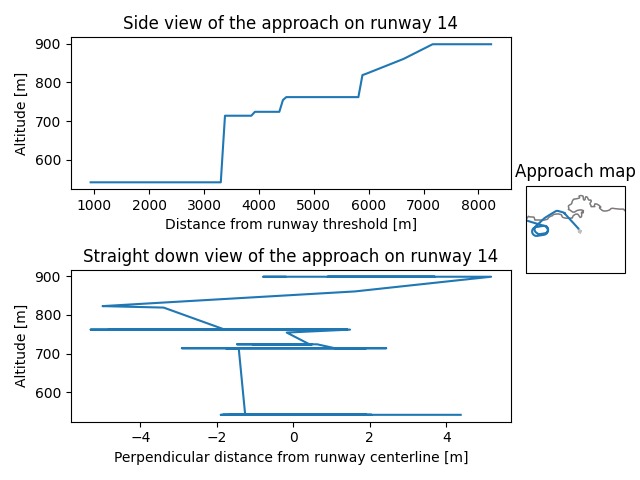 Side view of the approach on runway 14
900
800
700
600
Altitude [m]
1000 2000 3000 4000 5000 6000 7000 8000
Distance from runway threshold [m]
Approach map
Straight down view of the approach on runway 14
900
800
700
600
Altitude [m]
−4 −2 0 2 4
Perpendicular distance from runway centerline [m]